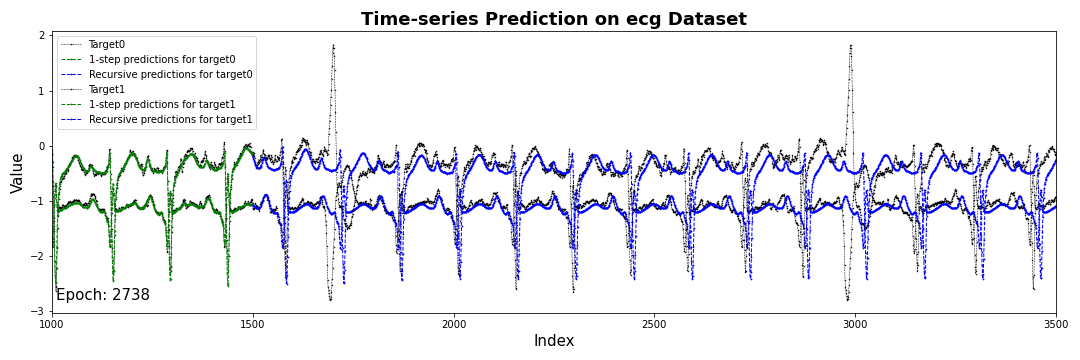 Time-series Prediction on ecg Dataset
Target0
1-step predictions for target0
Recursive predictions for target0
Target1
1-step predictions for target1
Recursive predictions for target1
2
1
0
−1
−2
−3
Value
Epoch: 2738
1000
1500
2000
2500
3000
3500
Index